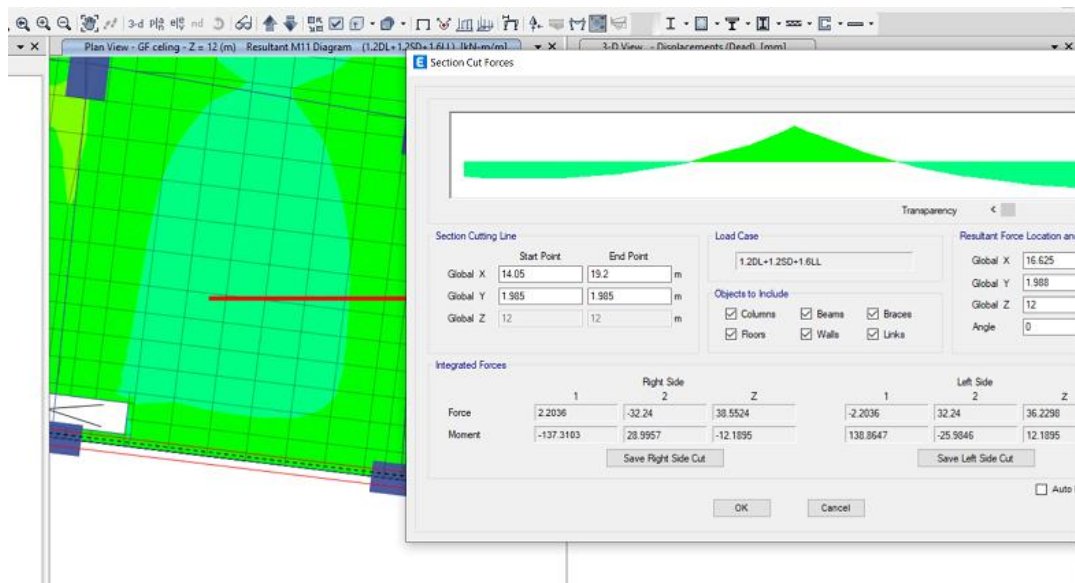 3-d
nd
Plan View - GF celing - Z = 12 (m) Resultant M11 Diagram (1.2DL+1.2SD+1.6LL) [kN-m/m]
3-D View - Displacements (Dead) [mm]
E Section Cut Forces
Transparency <
Section Cutting Line
Start Point End Point
Global X 14.05 19.2 m
Global Y 1.985 1.985 m
Global Z 12 12 m
Load Case
1.2DL+1.2SD+1.6LL
Objects to Include
Columns Beams Braces
Floors Walls Links
Resultant Force Location and
Global X 16.625
Global Y 1.988
Global Z 12
Angle 0
Integrated Forces
Right Side Left Side
1 2 Z 1 2 Z
Force 2.2036 -32.24 38.5524 -2.2036 32.24 36.2298
Moment -137.3103 28.9957 -12.1895 138.8647 -25.9846 12.1895
Save Right Side Cut Save Left Side Cut
Auto
OK Cancel